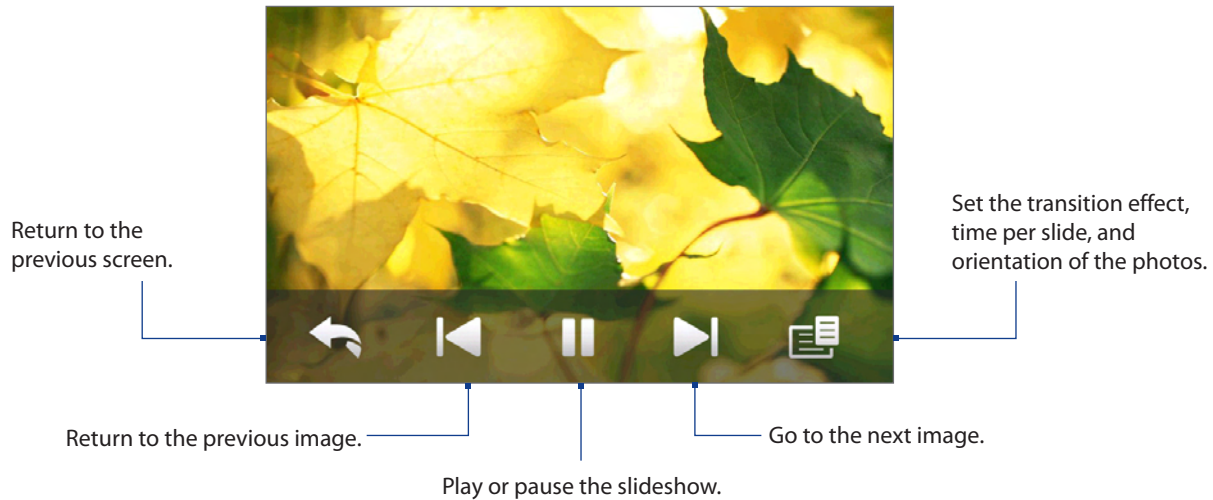 Return to the
previous screen.
Set the transition effect,
time per slide, and
orientation of the photos.
Return to the previous image.
Go to the next image.
Play or pause the slideshow.